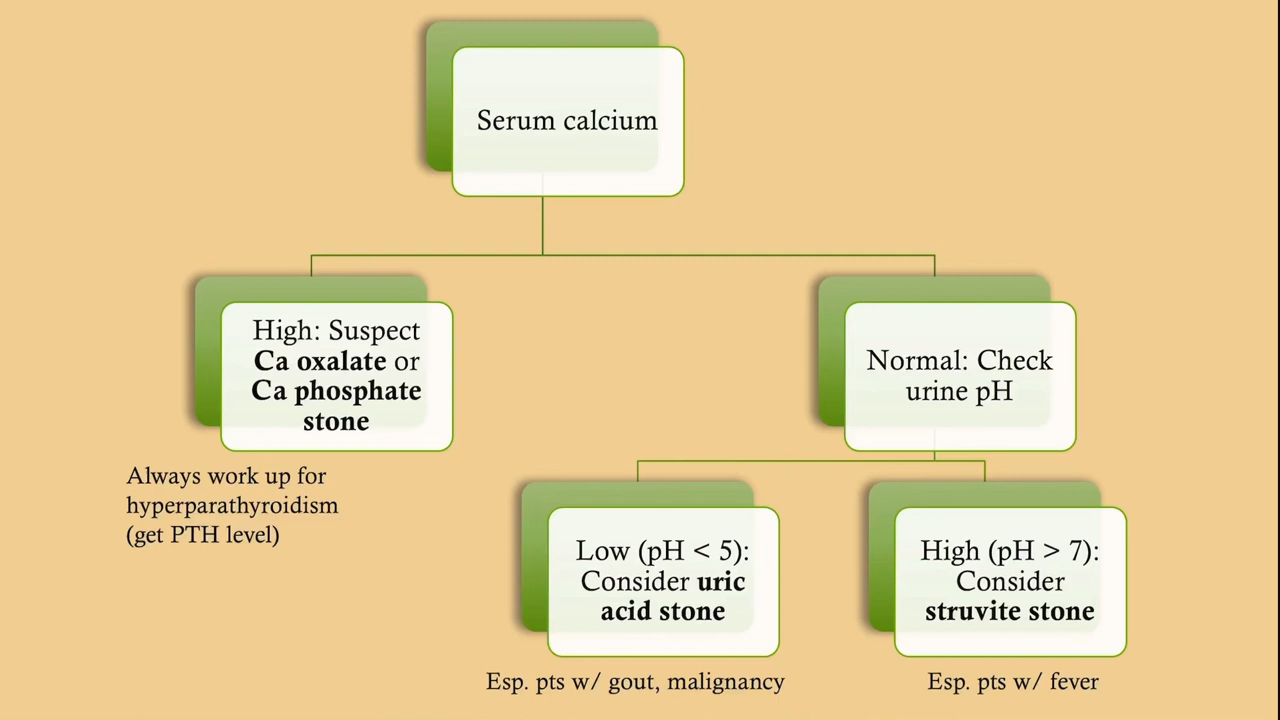 Serum calcium
High: Suspect
Ca oxalate or
Ca phosphate
stone
Normal: Check
urine pH
Always work up for
hyperparathyroidism
(get PTH level)
Low (pH < 5):
Consider uric
acid stone
High (pH > 7):
Consider
struvite stone
Esp. pts w/ gout, malignancy
Esp. pts w/ fever